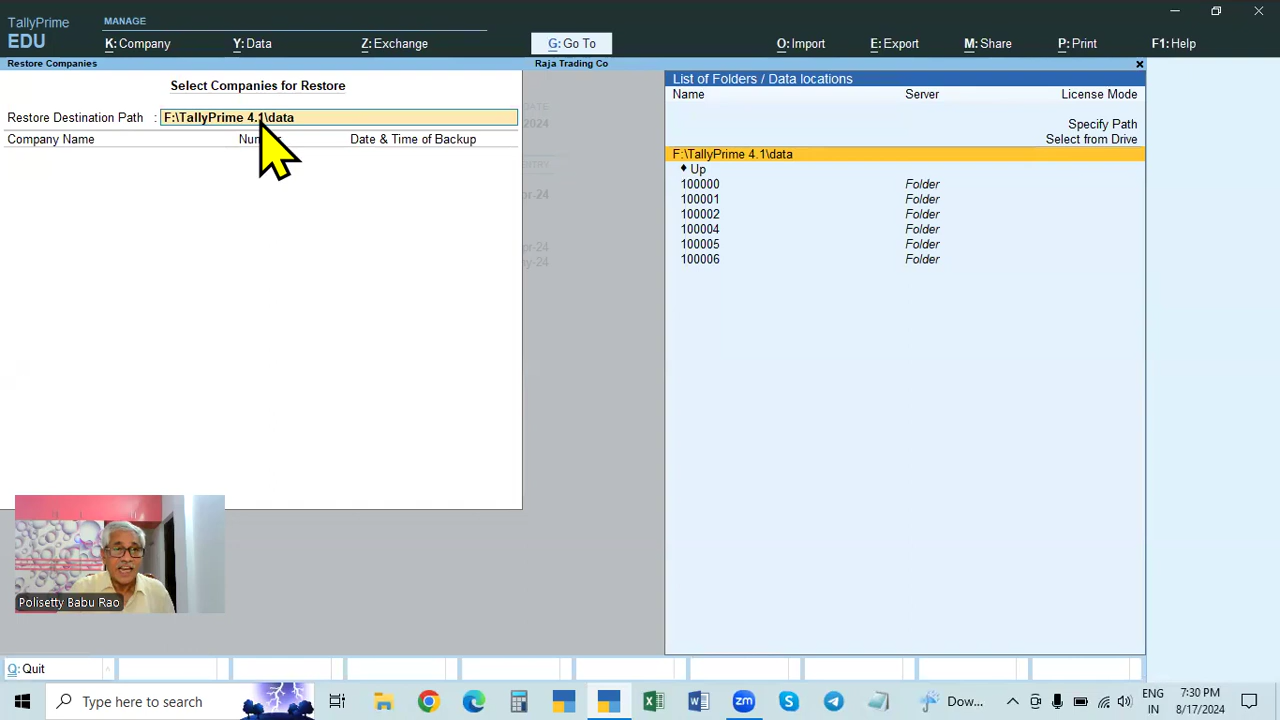 TallyPrime
EDU
MANAGE
K: Company
Y: Data
Z: Exchange
G: Go To
O: Import
E: Export
M: Share
P: Print
F1: Help
Restore Companies
Raja Trading Co
Select Companies for Restore
Restore Destination Path : F:\TallyPrime 4.1\data
Company Name
Date & Time of Backup
DATE
2024
ENTRY
List of Folders / Data locations
Name Server License Mode
Specify Path
Select from Drive
F:\TallyPrime 4.1\data
♦ Up
100000 Folder
100001 Folder
100002 Folder
100004 Folder
100005 Folder
100006 Folder
Polisetty Babu Rao
Q: Quit
Type here to search
Dow...
ENG
IN
7:30 PM
8/17/2024